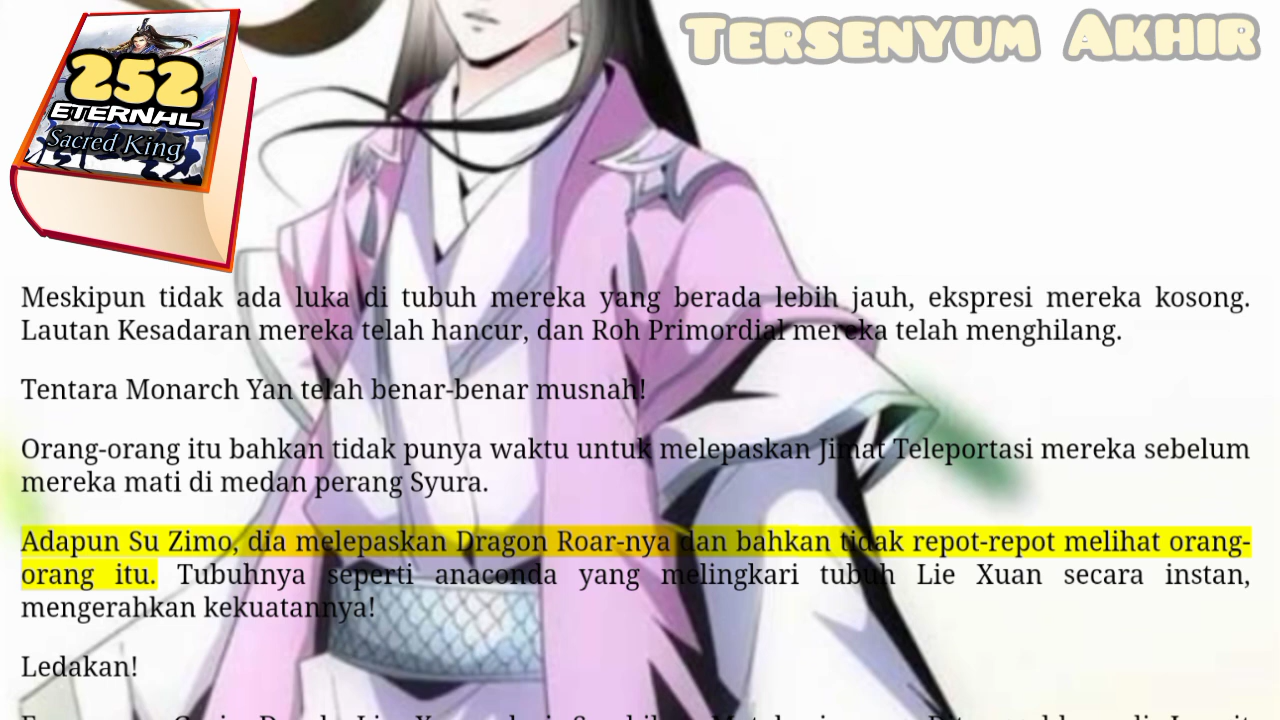 TERSENYUM AKHIR
252
ETERNAL
Sacred King
Meskipun tidak ada luka di tubuh mereka yang berada lebih jauh, ekspresi mereka kosong.
Lautan Kesadaran mereka telah hancur, dan Roh Primordial mereka telah menghilang.
Tentara Monarch Yan telah benar-benar musnah!
Orang-orang itu bahkan tidak punya waktu untuk melepaskan Jimat Teleportasi mereka sebelum
mereka mati di medan perang Syura.
Adapun Su Zimo, dia melepaskan Dragon Roar-nya dan bahkan tidak repot-repot melihat orang-
orang itu. Tubuhnya seperti anaconda yang melingkari tubuh Lie Xuan secara instan,
mengerahkan kekuatannya!
Ledakan!